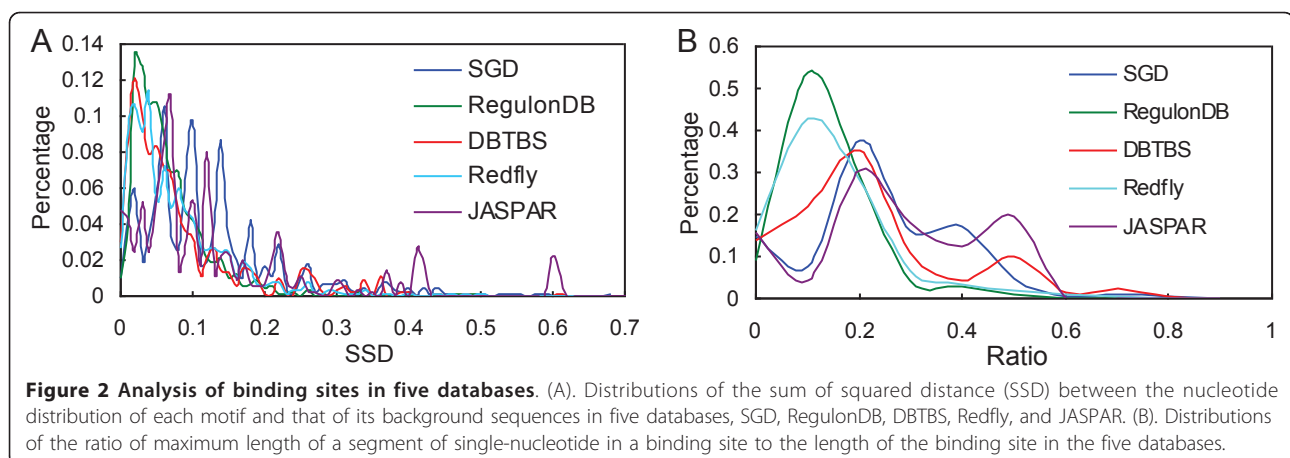 A
0.14
0.12
0.1
0.08
0.06
0.04
0.02
0
Percentage
0 0.1 0.2 0.3 0.4 0.5 0.6 0.7
SSD
SGD
RegulonDB
DBTBS
Redfly
JASPAR
B
0.6
0.5
0.4
0.3
0.2
0.1
0
Percentage
0 0.2 0.4 0.6 0.8 1
Ratio
SGD
RegulonDB
DBTBS
Redfly
JASPAR
Figure 2 Analysis of binding sites in five databases. (A). Distributions of the sum of squared distance (SSD) between the nucleotide
distribution of each motif and that of its background sequences in five databases, SGD, RegulonDB, DBTBS, Redfly, and JASPAR. (B). Distributions
of the ratio of maximum length of a segment of single-nucleotide in a binding site to the length of the binding site in the five databases.